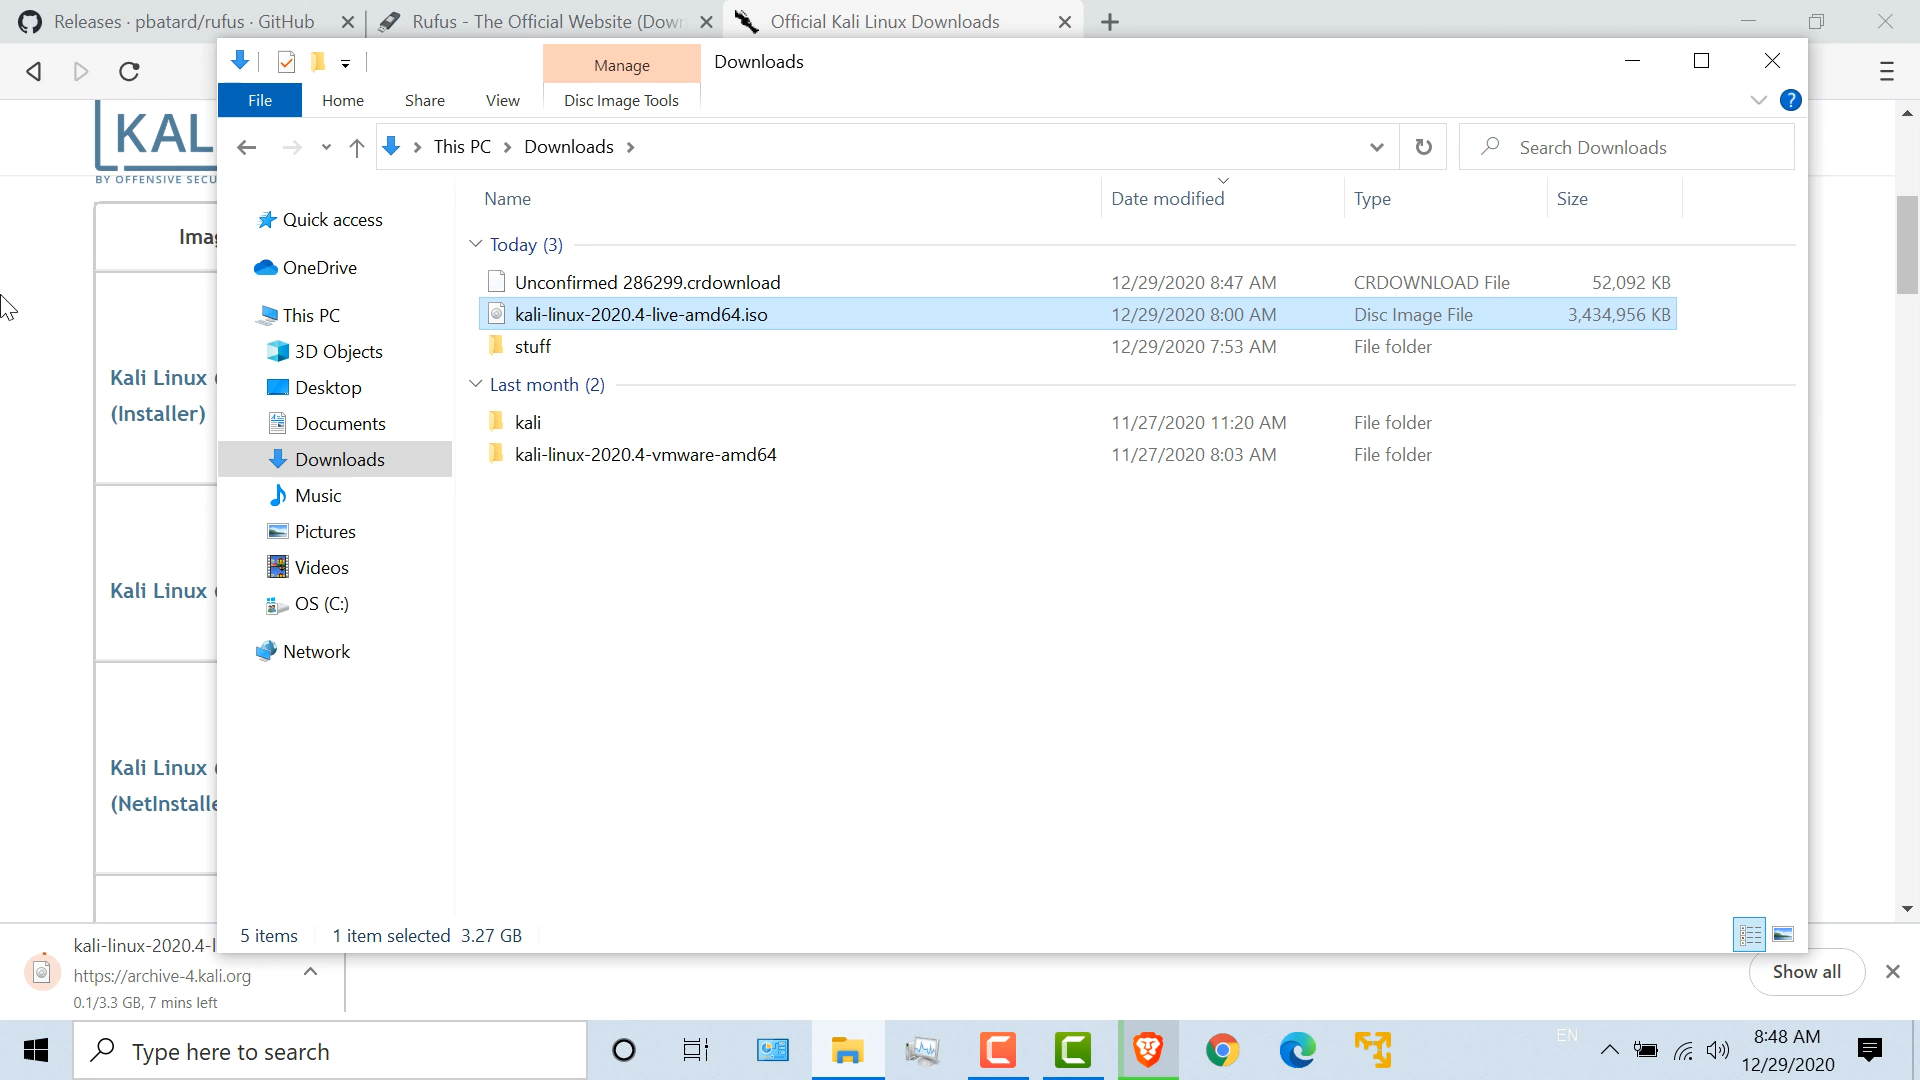 Releases · pbatard/rufus · GitHub
Rufus - The Official Website (Down
Official Kali Linux Downloads
Manage
Downloads
File
Home
Share
View
Disc Image Tools
This PC
Downloads
Search Downloads
KAL
BY OFFENSIVE SECU
Name
Date modified
Type
Size
Quick access
OneDrive
This PC
3D Objects
Desktop
Documents
Downloads
Music
Pictures
Videos
OS (C:)
Network
Today (3)
Unconfirmed 286299.crdownload 12/29/2020 8:47 AM CRDOWNLOAD File 52,092 KB
kali-linux-2020.4-live-amd64.iso 12/29/2020 8:00 AM Disc Image File 3,434,956 KB
stuff 12/29/2020 7:53 AM File folder
Last month (2)
kali 11/27/2020 11:20 AM File folder
kali-linux-2020.4-vmware-amd64 11/27/2020 8:03 AM File folder
Imag
Kali Linux
(Installer)
Kali Linux
Kali Linux
(NetInstalle
5 items 1 item selected 3.27 GB
kali-linux-2020.4-l
https://archive-4.kali.org
0.1/3.3 GB, 7 mins left
Show all
Type here to search
EN
8:48 AM
12/29/2020